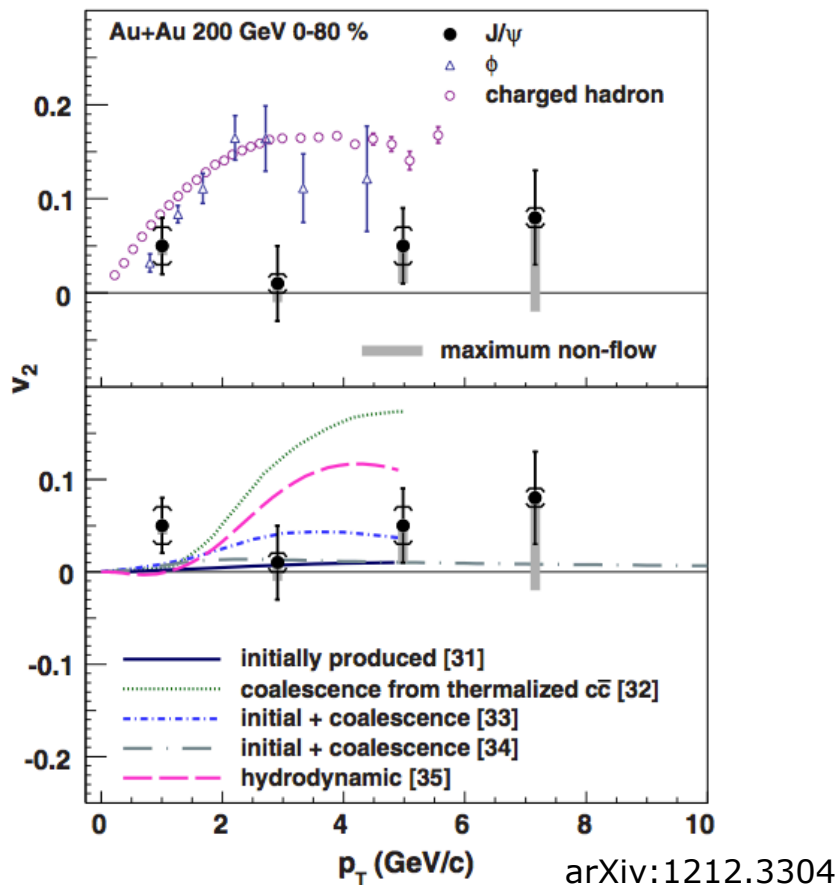 Au+Au 200 GeV 0-80 %
J/ψ
ϕ
charged hadron
0.2
0.1
0
maximum non-flow
v₂
0.1
0
-0.1
-0.2
initially produced [31]
coalescence from thermalized cc̄ [32]
initial + coalescence [33]
initial + coalescence [34]
hydrodynamic [35]
0 2 4 6 8 10
p_T (GeV/c)
arXiv:1212.3304